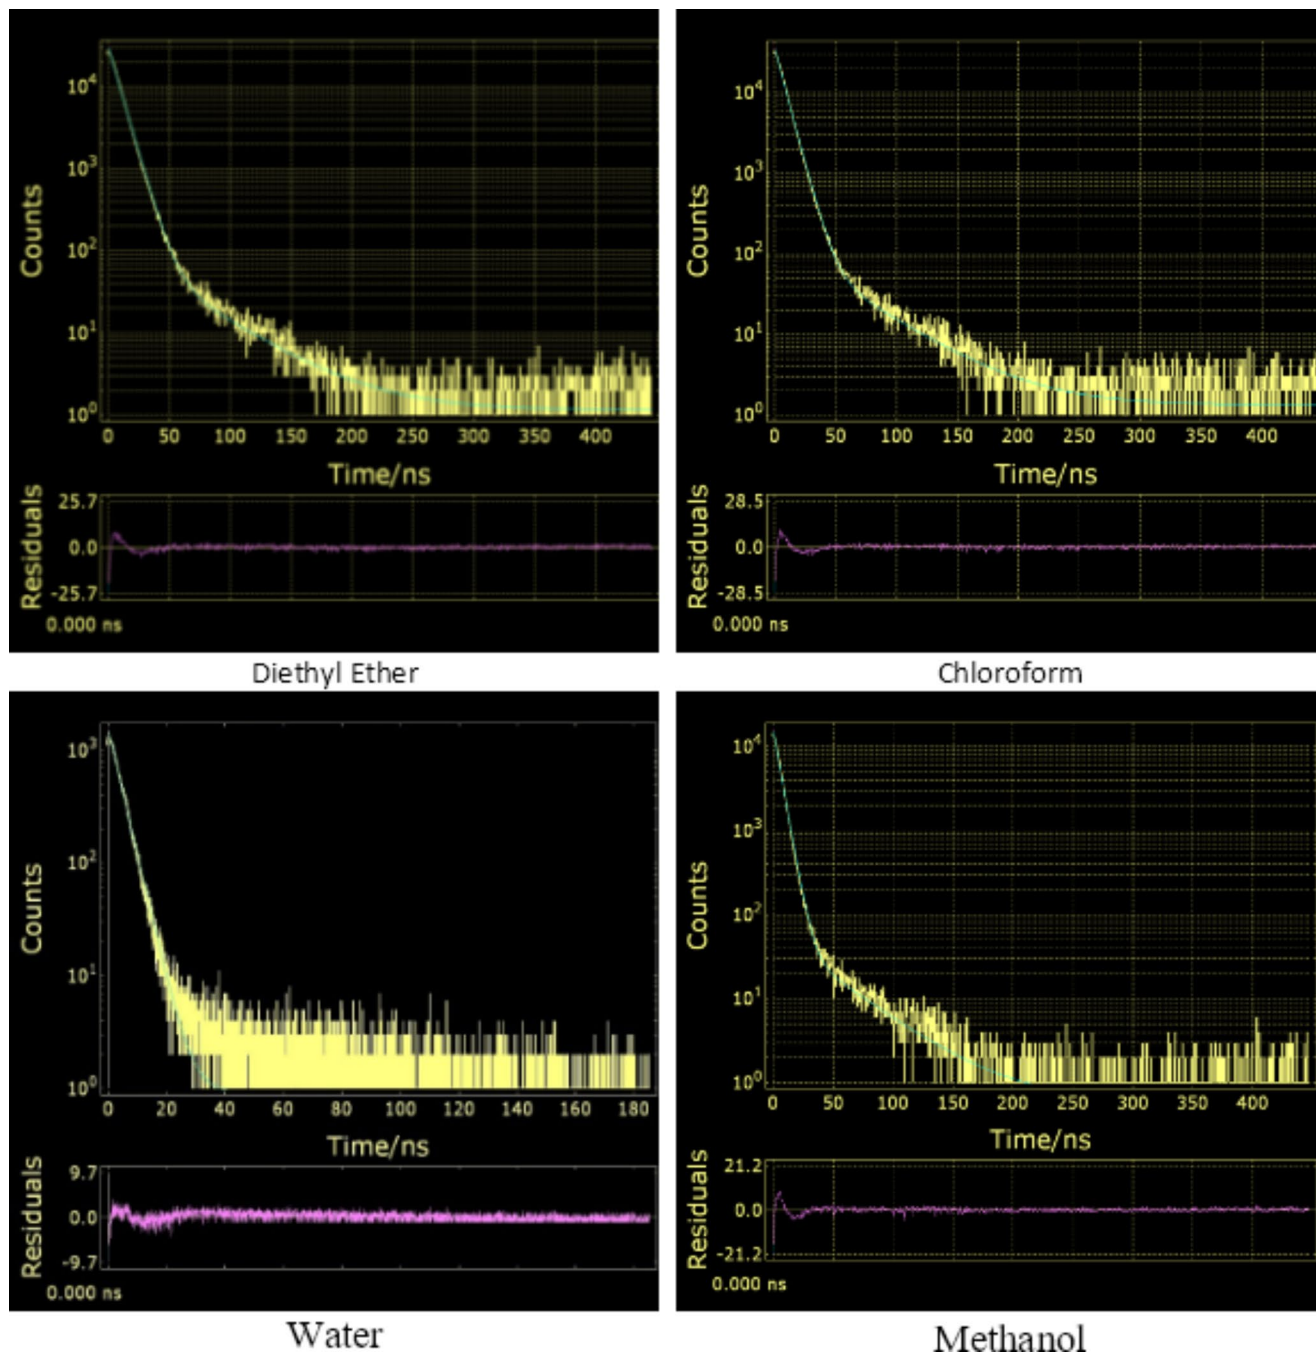 10⁴
10³
10²
10¹
10⁰
Counts
0 50 100 150 200 250 300 350 400
Time/ns
25.7
0.0
-25.7
Residuals
0.000 ns
Diethyl Ether
10⁴
10³
10²
10¹
10⁰
Counts
0 50 100 150 200 250 300 350 400
Time/ns
28.5
0.0
-28.5
Residuals
0.000 ns
Chloroform
10³
10²
10¹
10⁰
Counts
0 20 40 60 80 100 120 140 160 180
Time/ns
9.7
0.0
-9.7
Residuals
0.000 ns
Water
10⁴
10³
10²
10¹
10⁰
Counts
0 50 100 150 200 250 300 350 400
Time/ns
21.2
0.0
-21.2
Residuals
0.000 ns
Methanol